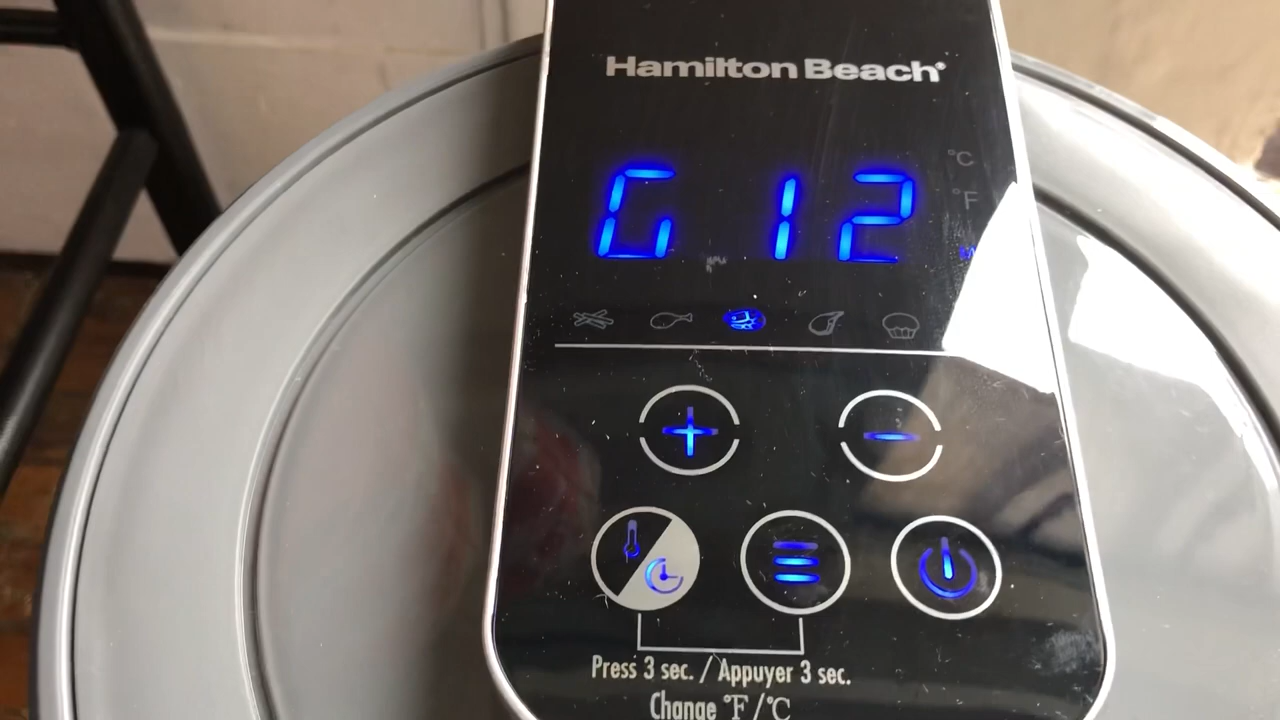 Hamilton Beach®
°C
G 12
°F
Press 3 sec. / Appuyer 3 sec.
Change °F/°C